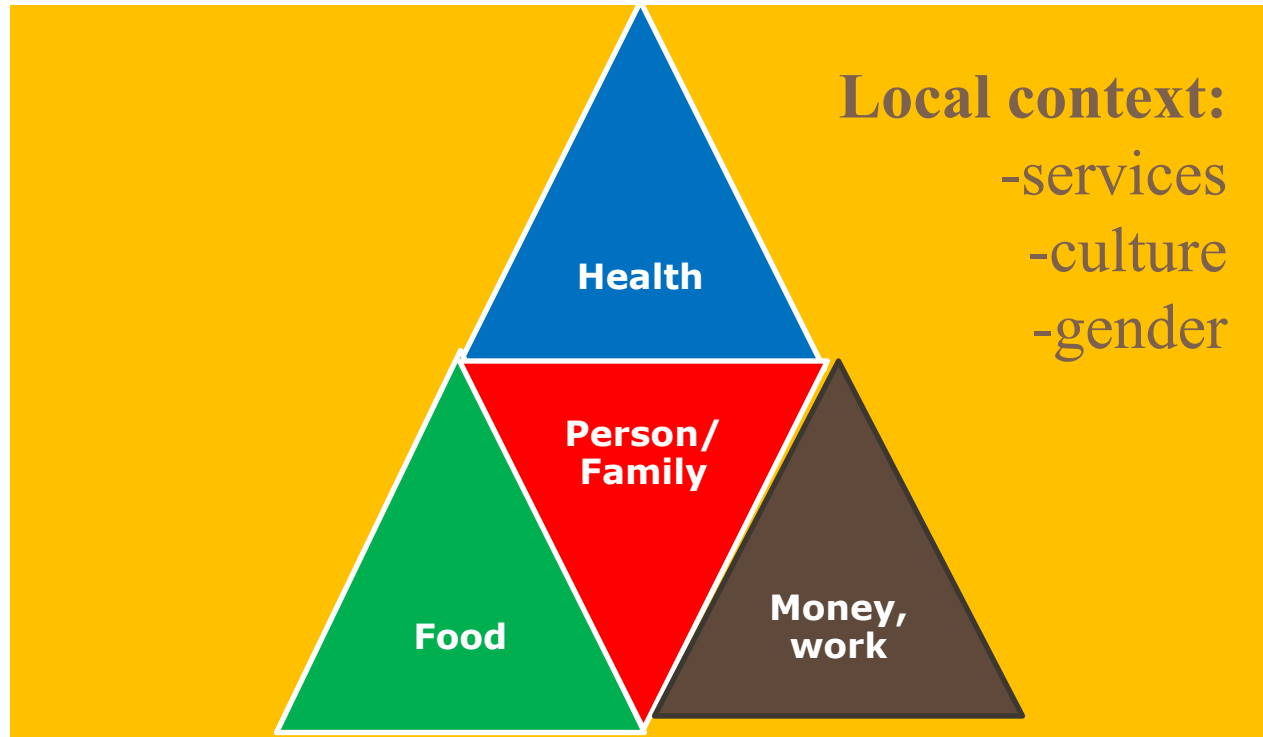 Local context:
-services
-culture
-gender
Health
Person/
Family
Food
Money,
work